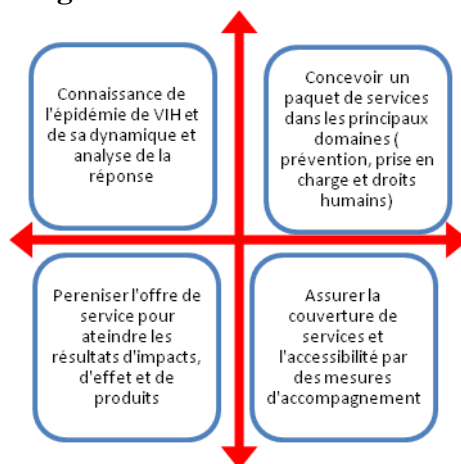 Connaissance de
l'épidémie de VIH et
de sa dynamique et
analyse de la
réponse
Concevoir un
paquet de services
dans les principaux
domaines (
prévention, prise en
charge et droits
humains)
Pereniser l'offre de
service pour
ateindre les
résultats d'impacts,
d'effet et de
produits
Assurer la
couverture de
services et
l'accessibilité par
des mesures
d'accompagnement